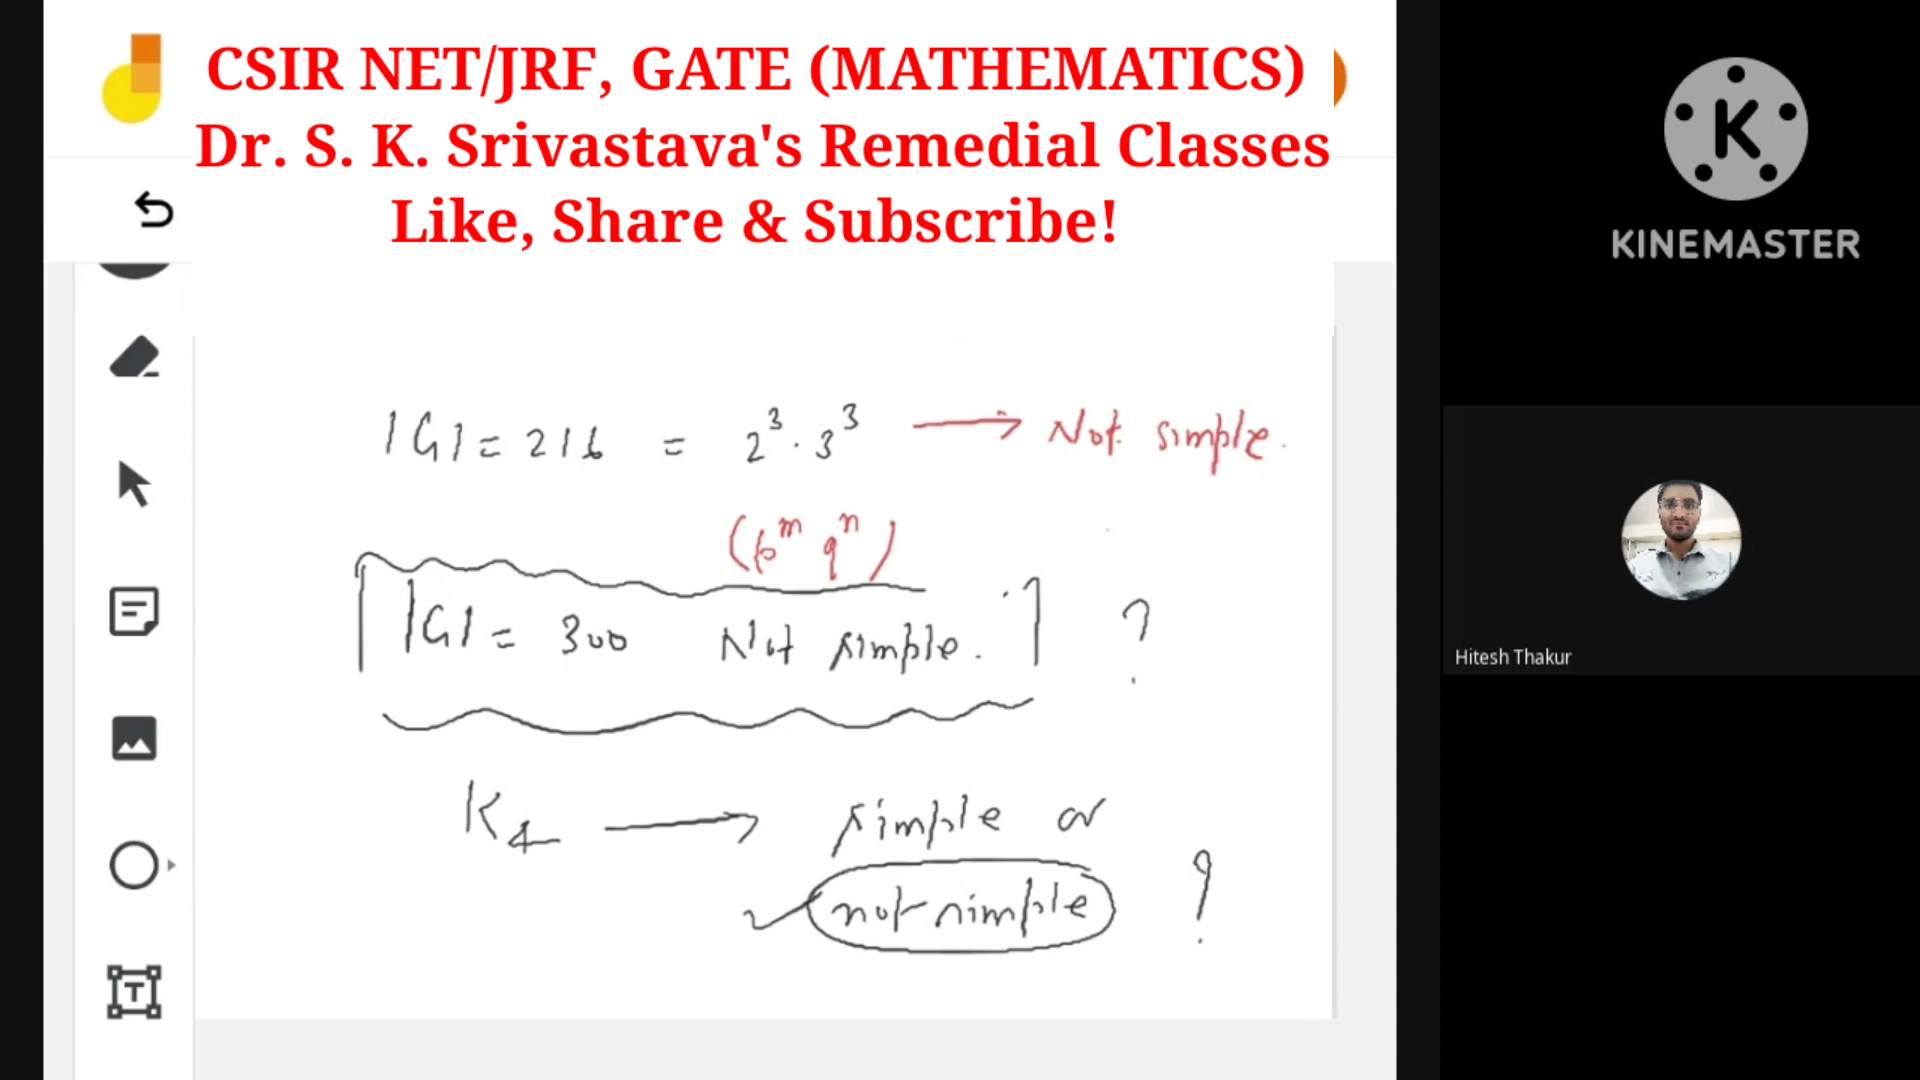 CSIR NET/JRF, GATE (MATHEMATICS)
Dr. S. K. Srivastava's Remedial Classes
Like, Share & Subscribe!
|G| = 216 = 2³ · 3³ → Not simple.
(p^m q^n)
|G| = 300 Not simple. ?
K₄ → simple or
✓ not simple ?
T
K
KINEMASTER
Hitesh Thakur